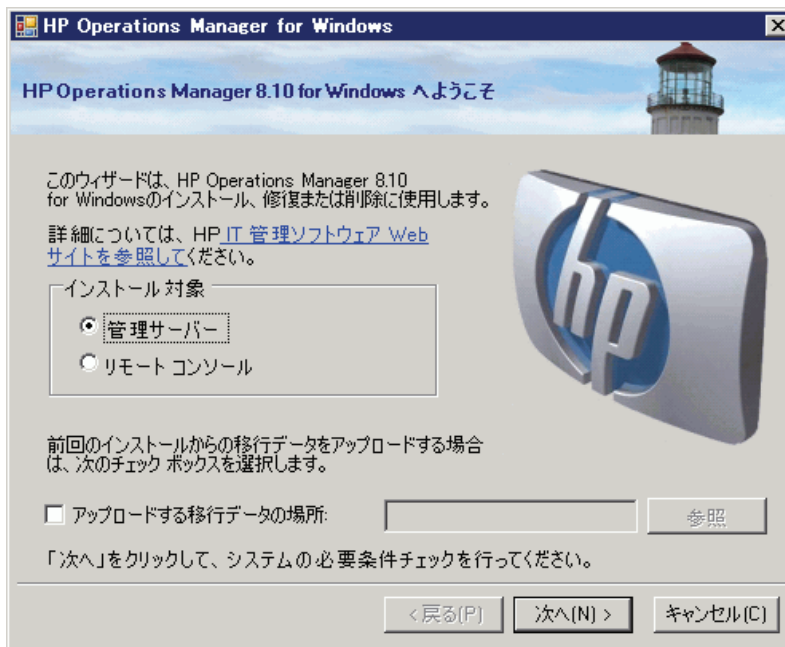 HP Operations Manager for Windows
HP Operations Manager 8.10 for Windows へようこそ
このウィザードは、HP Operations Manager 8.10
for Windowsのインストール、修復または削除に使用します。
詳細については、HP IT 管理ソフトウェア Web
サイトを参照してください。
インストール対象
管理サーバー
リモート コンソール
hp
前回のインストールからの移行データをアップロードする場合
は、次のチェック ボックスを選択します。
アップロードする移行データの場所:
参照
「次へ」をクリックして、システムの必要条件チェックを行ってください。
< 戻る(P)
次へ(N) >
キャンセル(C)